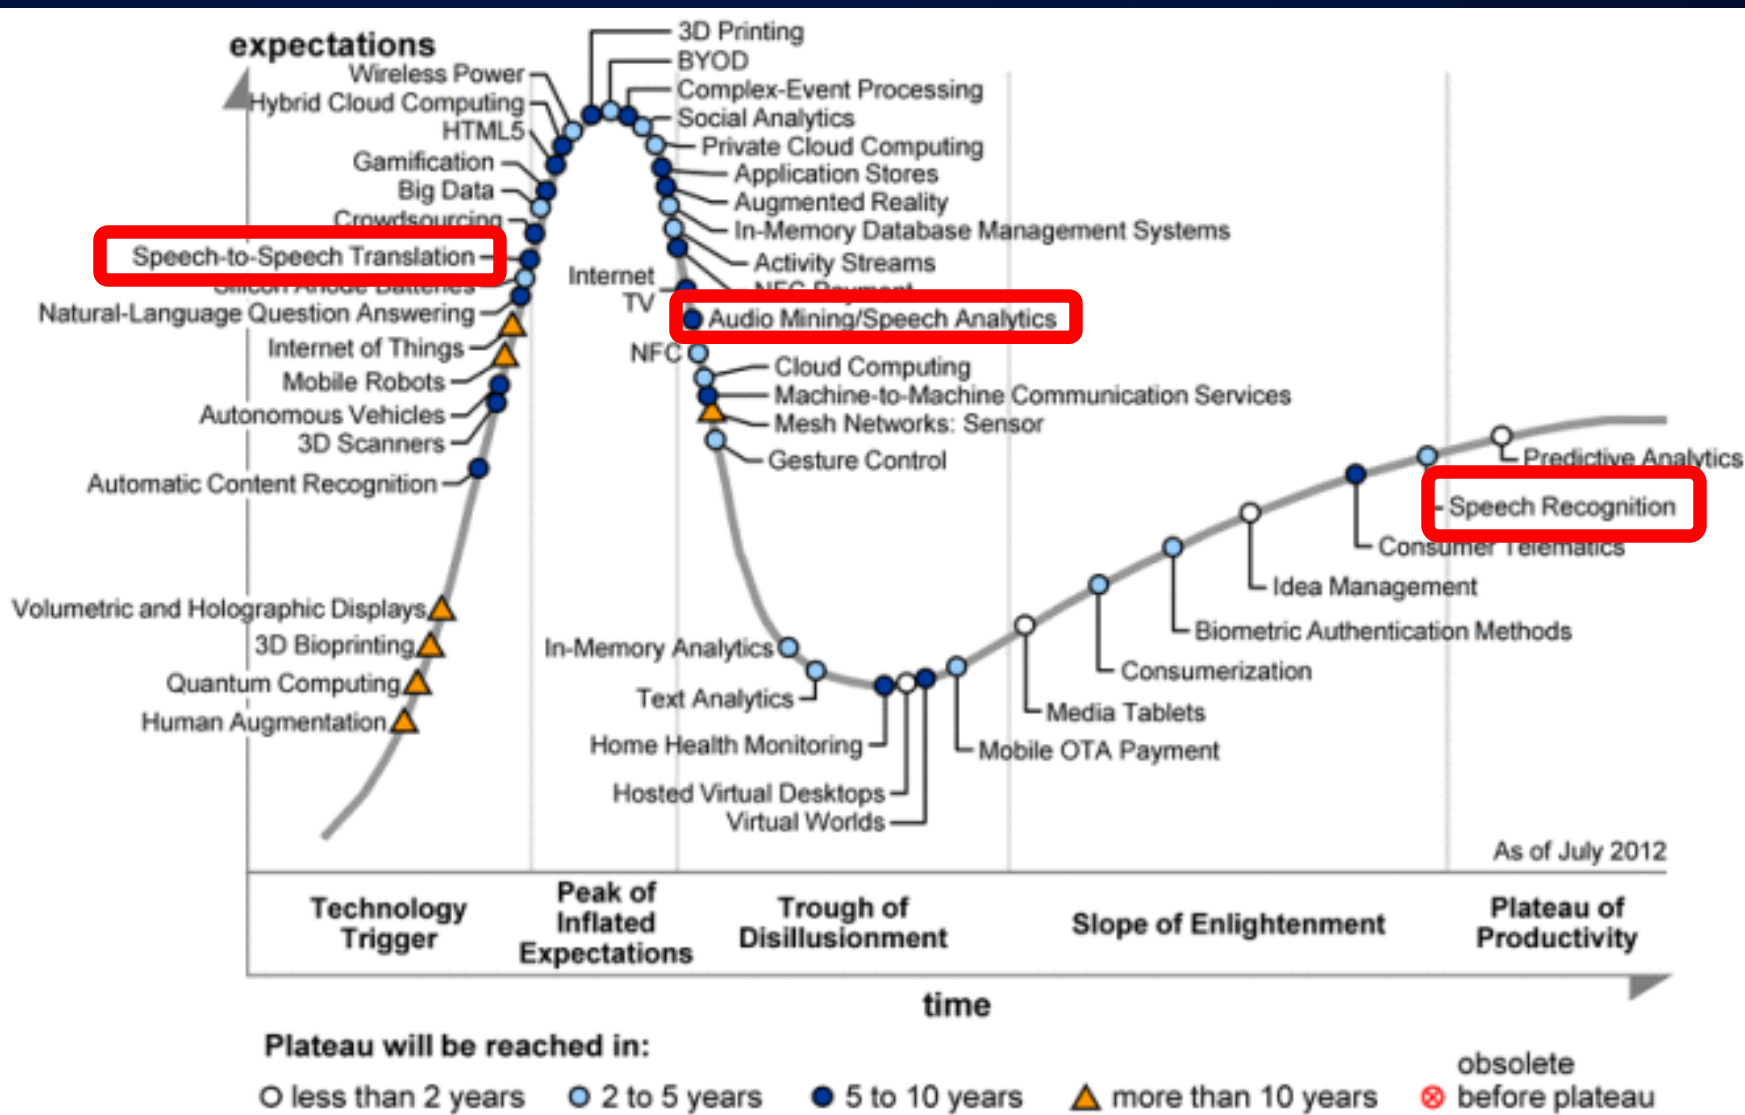 expectations
3D Printing
BYOD
Wireless Power
Complex-Event Processing
Hybrid Cloud Computing
Social Analytics
HTML5
Private Cloud Computing
Gamification
Application Stores
Big Data
Augmented Reality
Crowdsourcing
In-Memory Database Management Systems
Speech-to-Speech Translation
Activity Streams
Silicon Anode Batteries
NFC Payment
Internet
TV
Natural-Language Question Answering
Audio Mining/Speech Analytics
Internet of Things
NFC
Cloud Computing
Mobile Robots
Machine-to-Machine Communication Services
Autonomous Vehicles
Mesh Networks: Sensor
3D Scanners
Gesture Control
Predictive Analytics
Automatic Content Recognition
Speech Recognition
Consumer Telematics
Idea Management
Volumetric and Holographic Displays
Biometric Authentication Methods
3D Bioprinting
In-Memory Analytics
Consumerization
Quantum Computing
Text Analytics
Media Tablets
Human Augmentation
Home Health Monitoring
Mobile OTA Payment
Hosted Virtual Desktops
Virtual Worlds
As of July 2012
Technology
Trigger
Peak of
Inflated
Expectations
Trough of
Disillusionment
Slope of Enlightenment
Plateau of
Productivity
time
Plateau will be reached in:
less than 2 years
2 to 5 years
5 to 10 years
more than 10 years
obsolete
before plateau